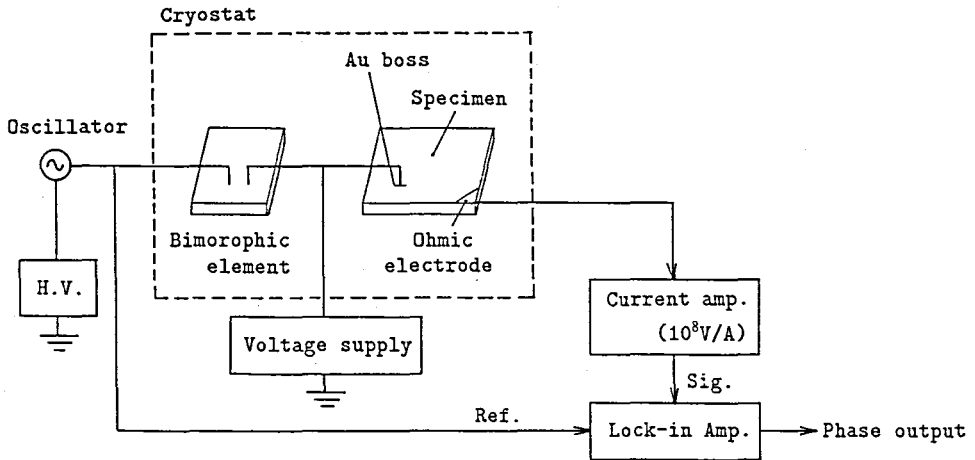 Cryostat
Au boss
Specimen
Oscillator
Bimorophic
element
Ohmic
electrode
H.V.
Voltage supply
Current amp.
(10⁸V/A)
Sig.
Ref.
Lock-in Amp.
Phase output